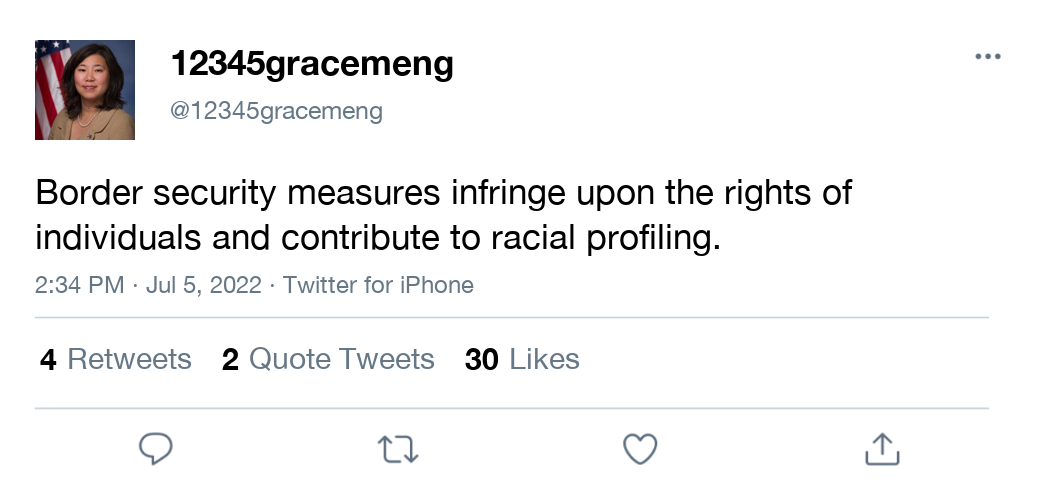 12345gracemeng
@12345gracemeng
Border security measures infringe upon the rights of
individuals and contribute to racial profiling.
2:34 PM · Jul 5, 2022 · Twitter for iPhone
4 Retweets 2 Quote Tweets 30 Likes